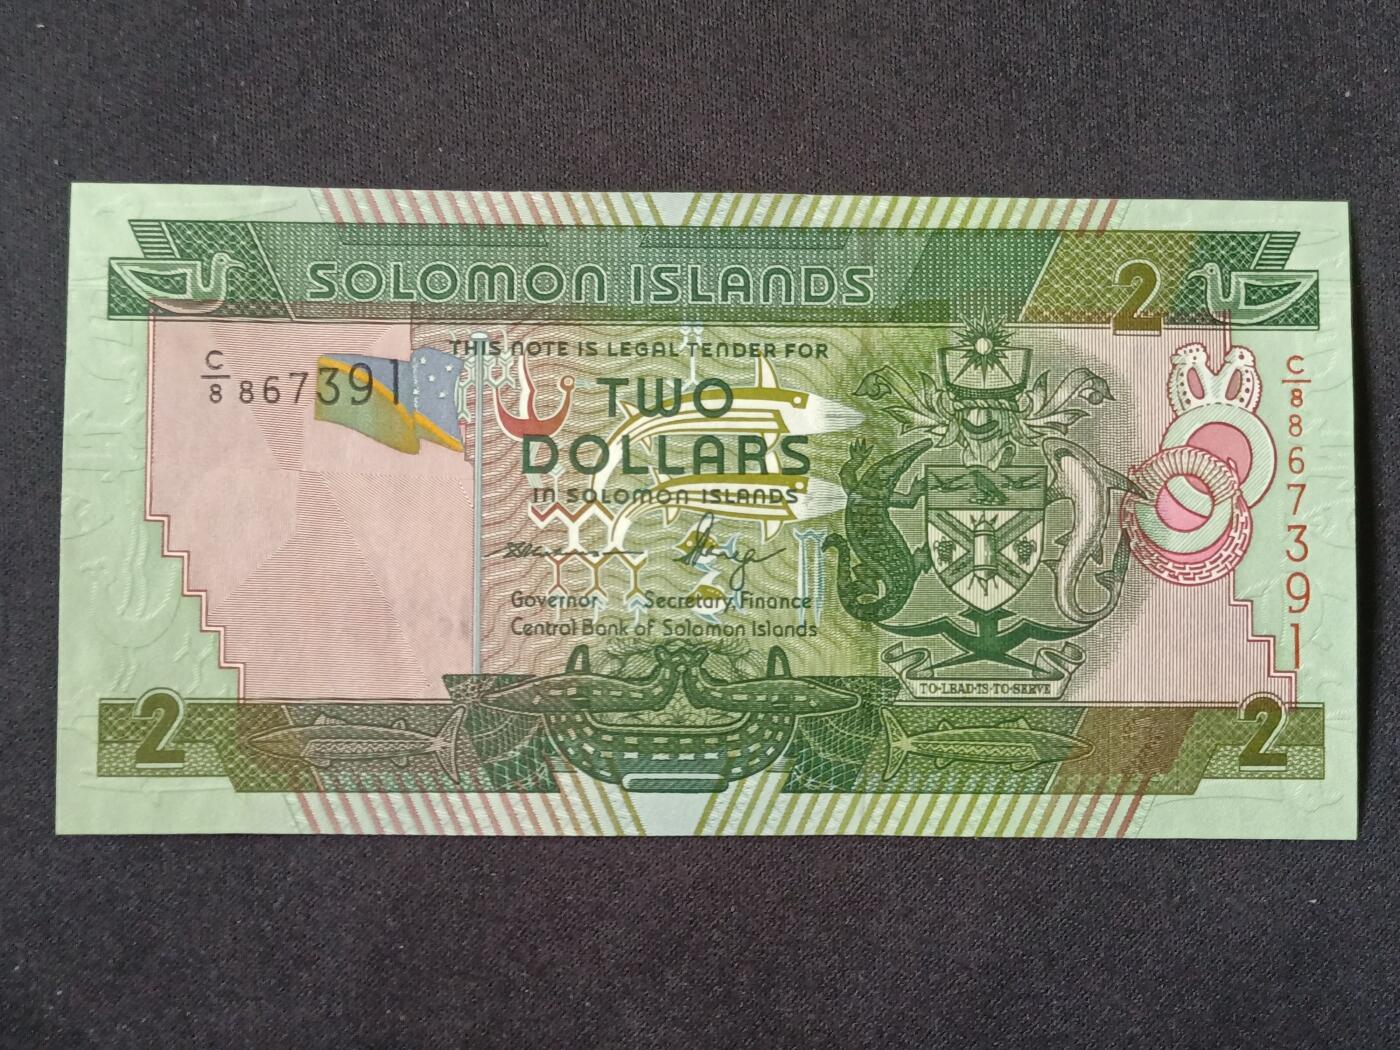 SOLOMON ISLANDS
2
THIS NOTE IS LEGAL TENDER FOR
C/8 867391
TWO
DOLLARS
IN SOLOMON ISLANDS
C/8 867391
Governor Secretary, Finance
Central Bank of Solomon Islands
TO·LEAD·IS·TO·SERVE
2
2